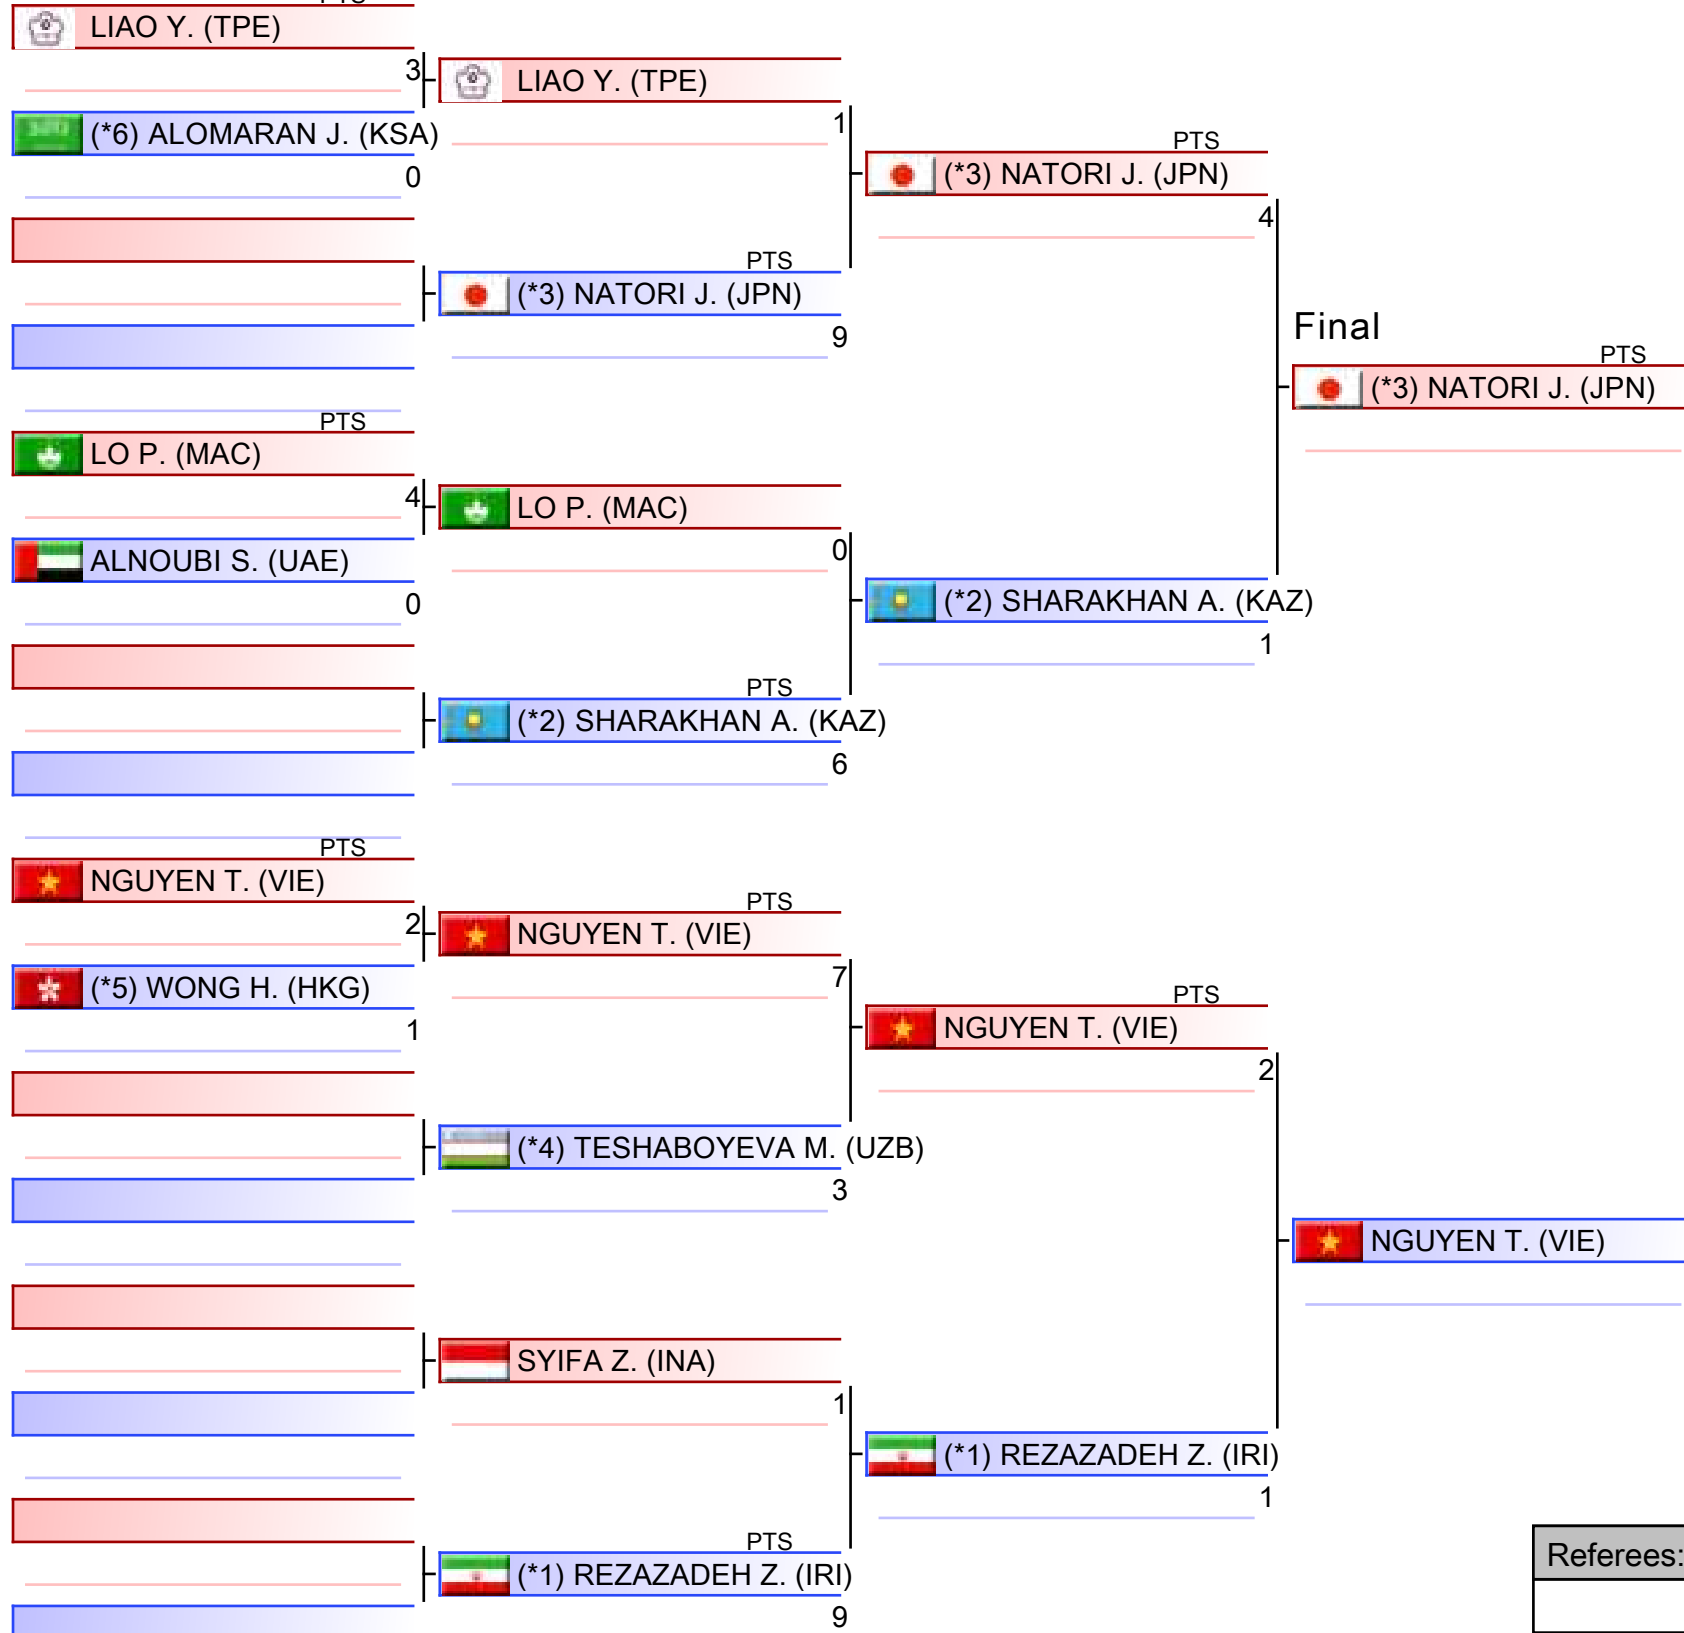 PTS
LIAO Y. (TPE)
3
(*6) ALOMARAN J. (KSA)
0
PTS
LO P. (MAC)
4
ALNOUBI S. (UAE)
0
PTS
NGUYEN T. (VIE)
2
(*5) WONG H. (HKG)
1
LIAO Y. (TPE)
1
PTS
(*3) NATORI J. (JPN)
9
LO P. (MAC)
0
PTS
(*2) SHARAKHAN A. (KAZ)
6
PTS
NGUYEN T. (VIE)
7
(*4) TESHABOYEVA M. (UZB)
3
SYIFA Z. (INA)
1
PTS
(*1) REZAZADEH Z. (IRI)
9
PTS
(*3) NATORI J. (JPN)
4
(*2) SHARAKHAN A. (KAZ)
1
PTS
NGUYEN T. (VIE)
2
(*1) REZAZADEH Z. (IRI)
1
Final
PTS
(*3) NATORI J. (JPN)
NGUYEN T. (VIE)
Referees: